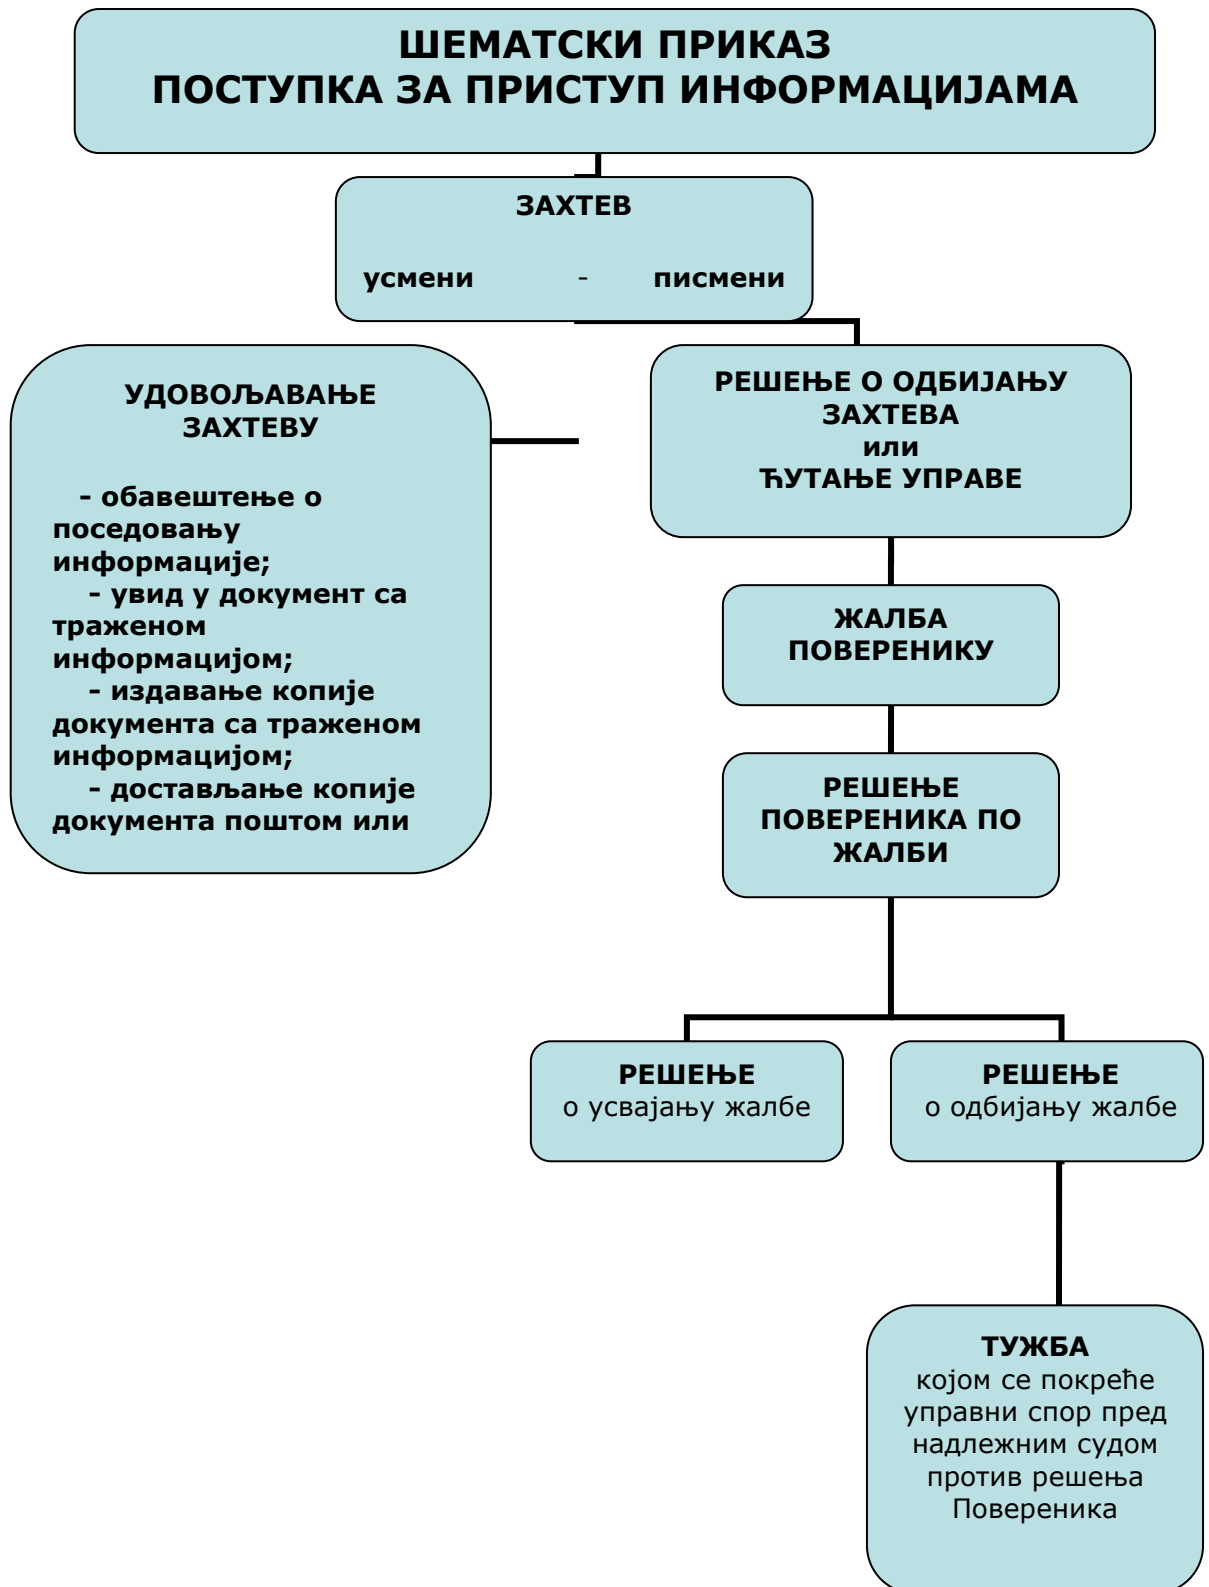 ШЕМАТСКИ ПРИКАЗ
ПОСТУПКА ЗА ПРИСТУП ИНФОРМАЦИЈАМА
ЗАХТЕВ
усмени - писмени
УДОВОЉАВАЊЕ
ЗАХТЕВУ
- обавештење о
поседовању
информације;
- увид у документ са
траженом
информацијом;
- издавање копије
документа са траженом
информацијом;
- достављање копије
документа поштом или
РЕШЕЊЕ О ОДБИЈАЊУ
ЗАХТЕВА
или
ЋУТАЊЕ УПРАВЕ
ЖАЛБА
ПОВЕРЕНИКУ
РЕШЕЊЕ
ПОВЕРЕНИКА ПО
ЖАЛБИ
РЕШЕЊЕ
о усвајању жалбе
РЕШЕЊЕ
о одбијању жалбе
ТУЖБА
којом се покреће
управни спор пред
надлежним судом
против решења
Повереника